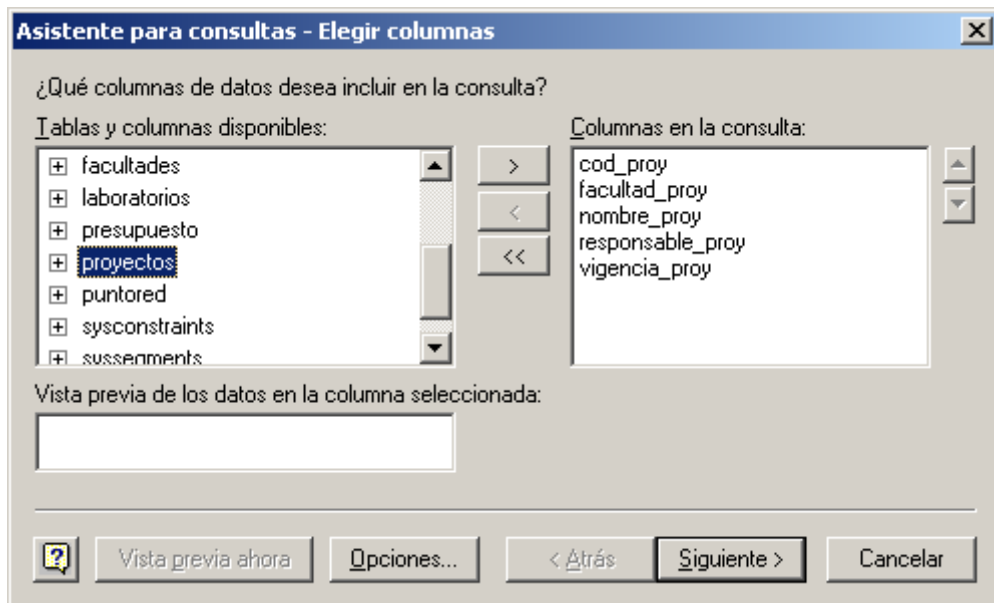 Asistente para consultas - Elegir columnas
¿Qué columnas de datos desea incluir en la consulta?
Tablas y columnas disponibles:
facultades
laboratorios
presupuesto
proyectos
puntored
sysconstraints
syssegments
>
<
<<
Columnas en la consulta:
cod_proy
facultad_proy
nombre_proy
responsable_proy
vigencia_proy
Vista previa de los datos en la columna seleccionada:
?
Vista previa ahora
Opciones...
< Atrás
Siguiente >
Cancelar